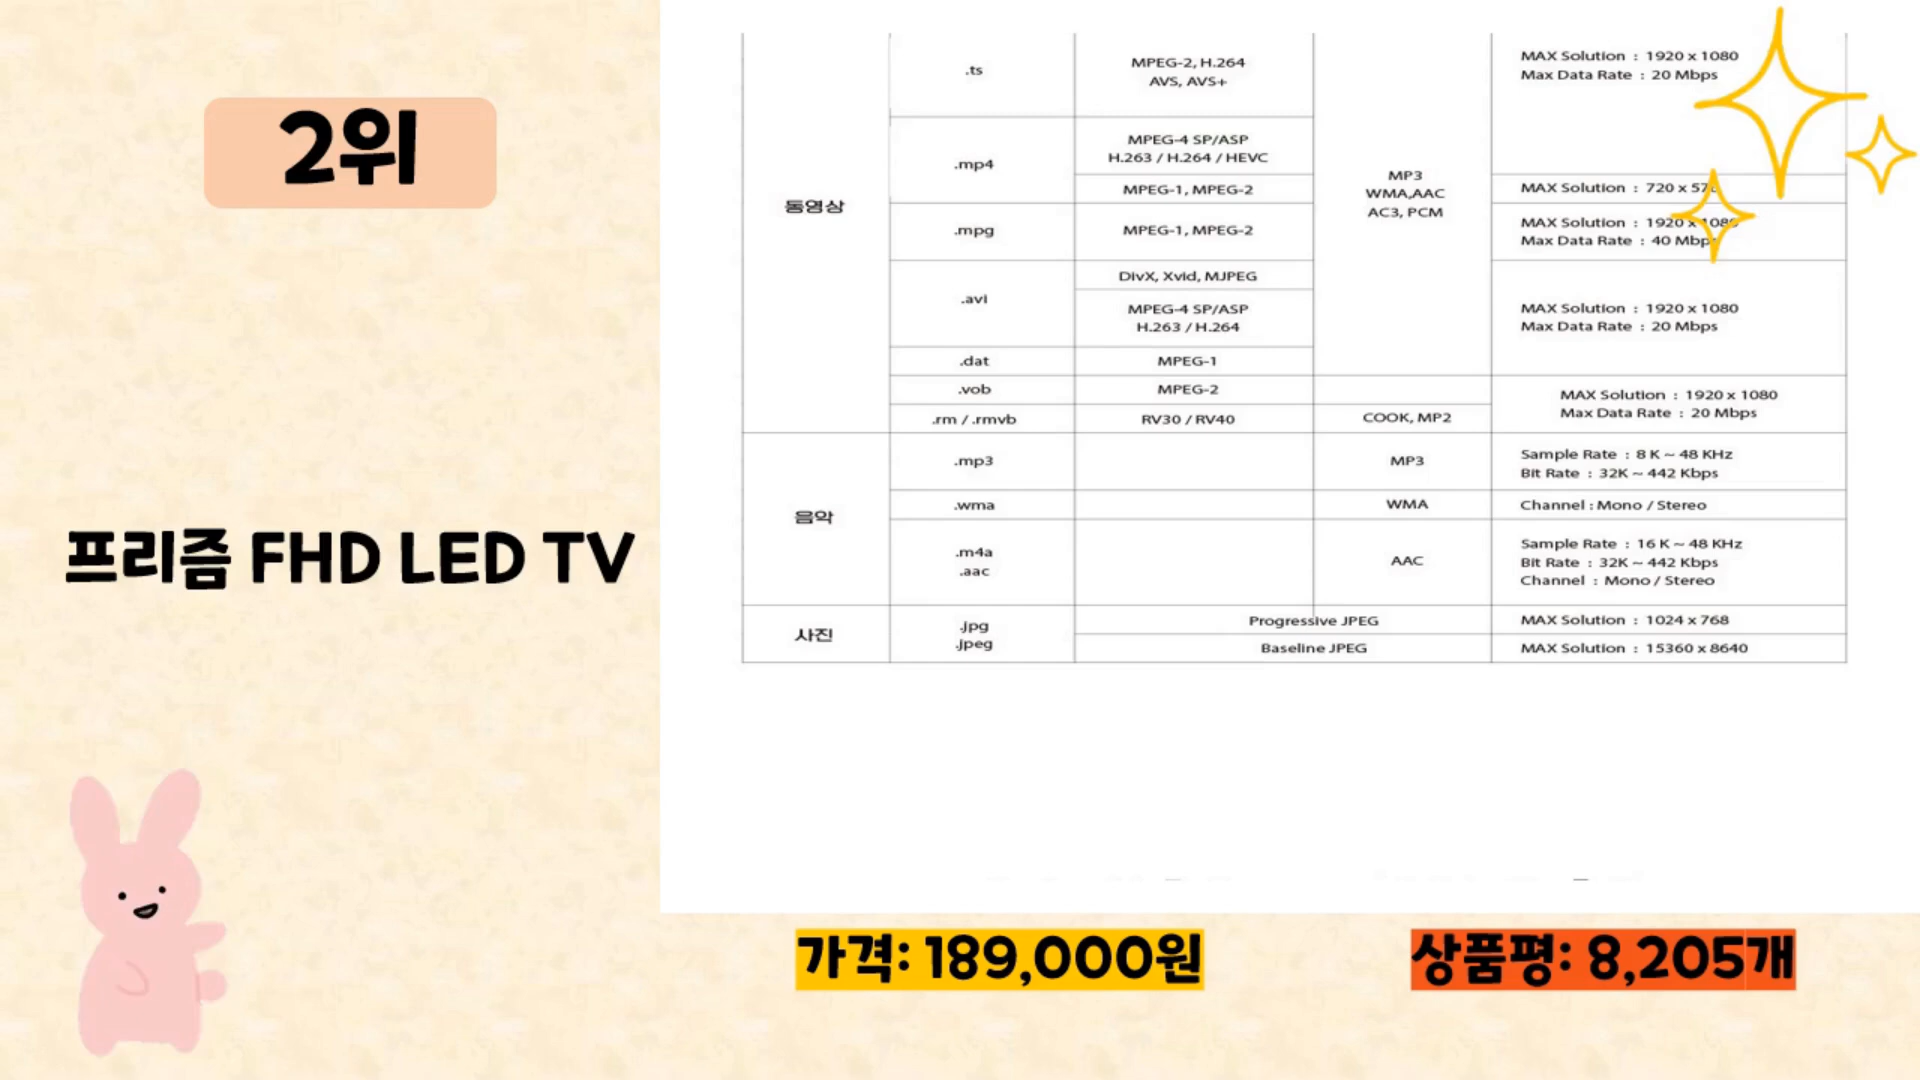 2위
프리즘 FHD LED TV
동영상
.ts
MPEG-2, H.264
AVS, AVS+
MP3
WMA,AAC
AC3, PCM
MAX Solution : 1920 x 1080
Max Data Rate : 20 Mbps
.mp4
MPEG-4 SP/ASP
H.263 / H.264 / HEVC
MPEG-1, MPEG-2
MAX Solution : 720 x 576
.mpg
MPEG-1, MPEG-2
MAX Solution : 1920 x 1080
Max Data Rate : 40 Mbps
.avi
DivX, Xvid, MJPEG
MPEG-4 SP/ASP
H.263 / H.264
MAX Solution : 1920 x 1080
Max Data Rate : 20 Mbps
.dat
MPEG-1
.vob
MPEG-2
MAX Solution : 1920 x 1080
Max Data Rate : 20 Mbps
.rm / .rmvb
RV30 / RV40
COOK, MP2
음악
.mp3
MP3
Sample Rate : 8 K ~ 48 KHz
Bit Rate : 32K ~ 442 Kbps
.wma
WMA
Channel : Mono / Stereo
.m4a
.aac
AAC
Sample Rate : 16 K ~ 48 KHz
Bit Rate : 32K ~ 442 Kbps
Channel : Mono / Stereo
사진
.jpg
.jpeg
Progressive JPEG
MAX Solution : 1024 x 768
Baseline JPEG
MAX Solution : 15360 x 8640
가격: 189,000원
상품평: 8,205개